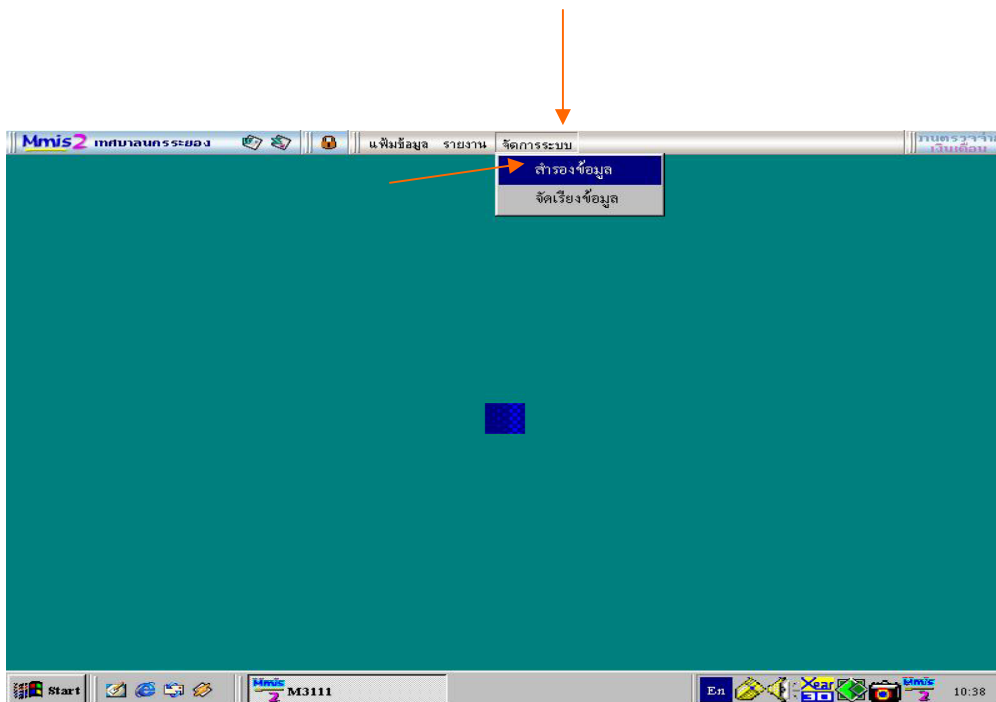 Mmis2 เทศบาลนครระยอง แฟ้มข้อมูล รายงาน จัดการระบบ
สำรองข้อมูล
จัดเรียงข้อมูล
Start Mmis2 M3111 En Year Mmis2 10:38